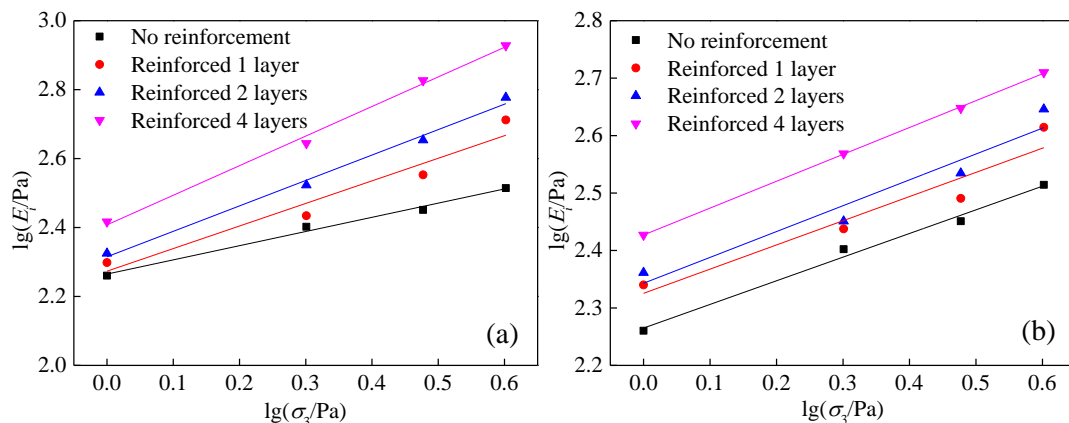 3.0
2.8
2.6
2.4
2.2
2.0
lg(E_i/Pa)
No reinforcement
Reinforced 1 layer
Reinforced 2 layers
Reinforced 4 layers
(a)
0.0 0.1 0.2 0.3 0.4 0.5 0.6
lg(σ_3/Pa)
2.8
2.7
2.6
2.5
2.4
2.3
2.2
lg(E_i/Pa)
No reinforcement
Reinforced 1 layer
Reinforced 2 layers
Reinforced 4 layers
(b)
0.0 0.1 0.2 0.3 0.4 0.5 0.6
lg(σ_3/Pa)